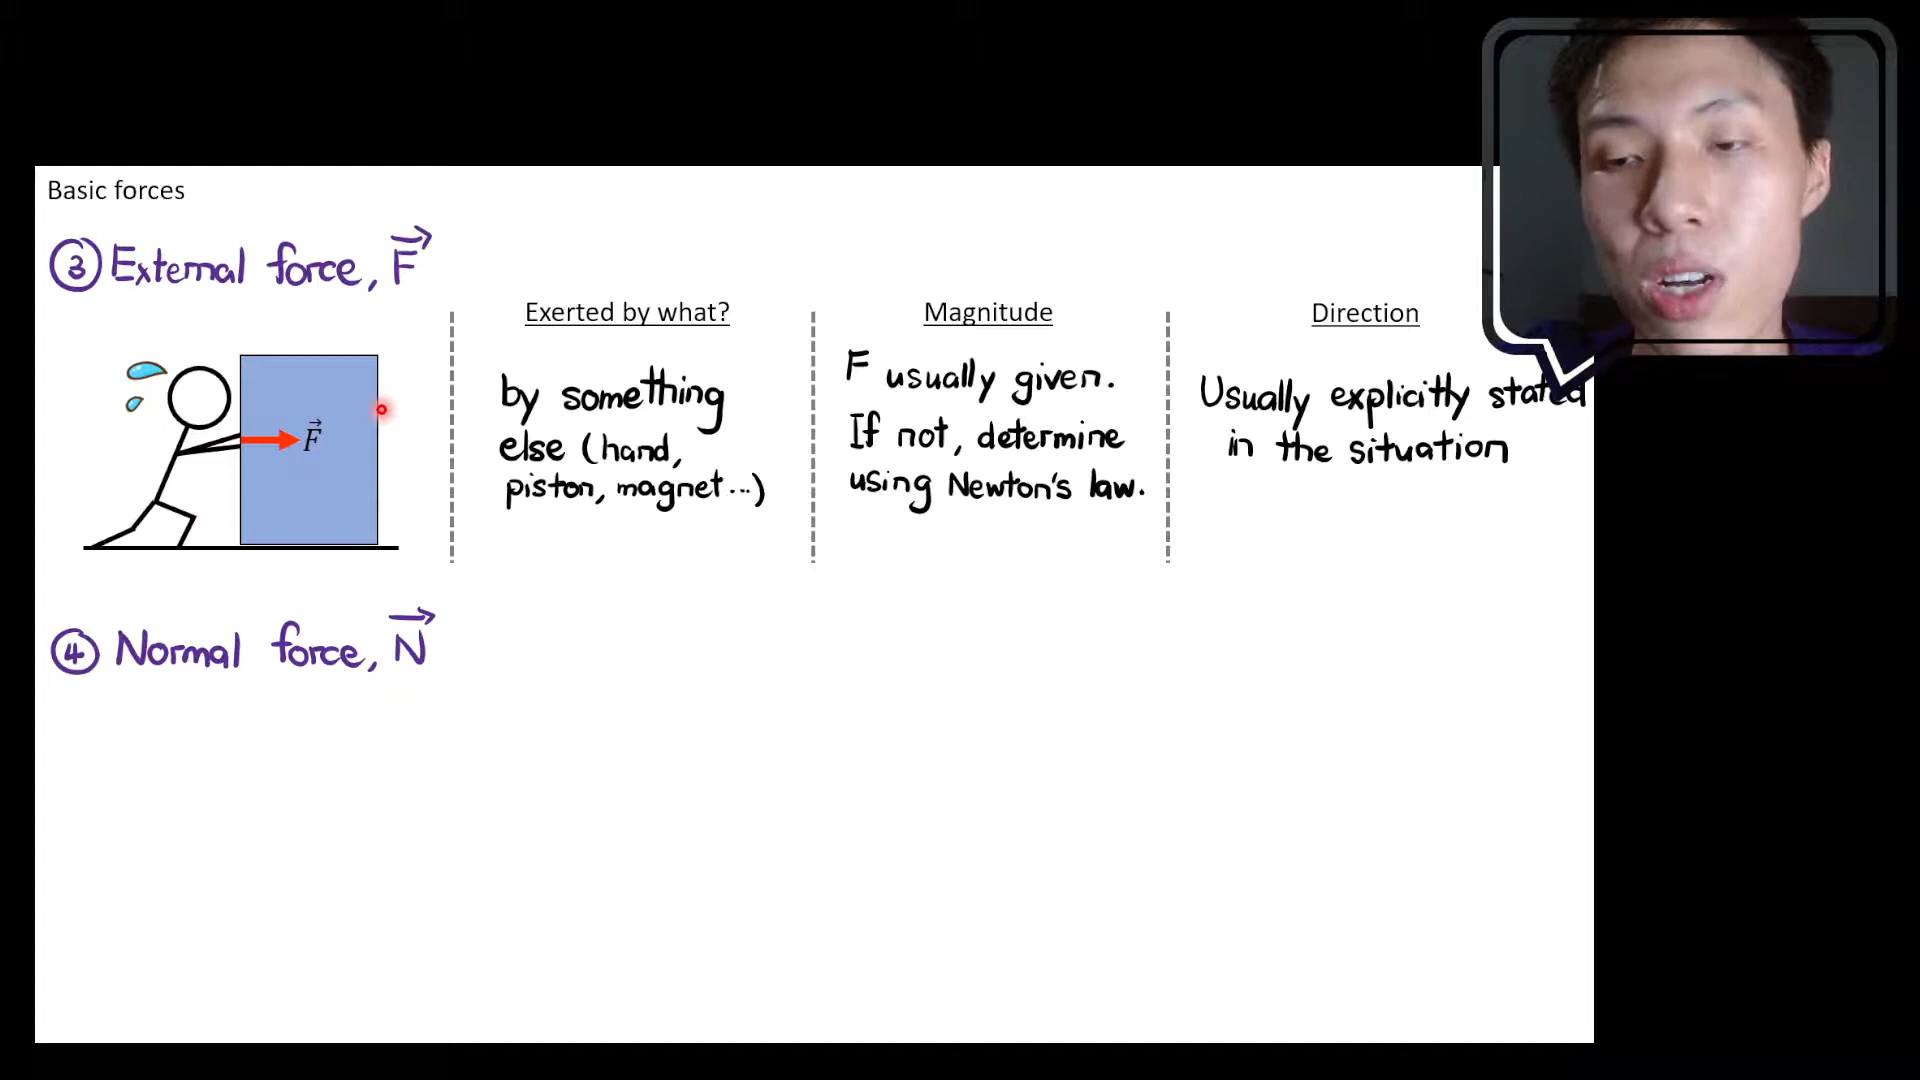 Basic forces
③ External force, F
Exerted by what?
by something
else (hand,
piston, magnet...)
Magnitude
F usually given.
If not, determine
using Newton's law.
Direction
Usually explicitly stated
in the situation
F
④ Normal force, N